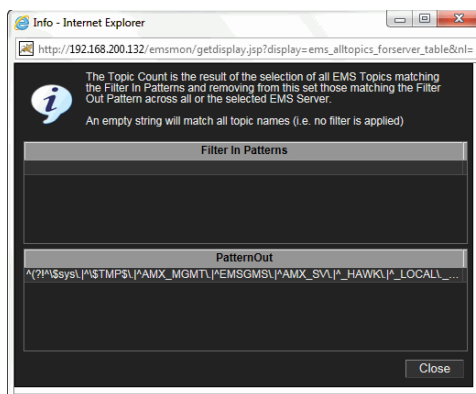 Info - Internet Explorer
http://192.168.200.132/emsmon/getdisplay.jsp?display=ems_alltopics_forserver_table&nl=
The Topic Count is the result of the selection of all EMS Topics matching
the Filter In Patterns and removing from this set those matching the Filter
Out Pattern across all or the selected EMS Server.
An empty string will match all topic names (i.e. no filter is applied)
Filter In Patterns
PatternOut
^(?!^\$sys\.|^\$TMP$\.|^AMX_MGMT\.|^EMSGMS\.|^AMX_SV\.|^_HAWK\.|^_LOCAL\._...
Close